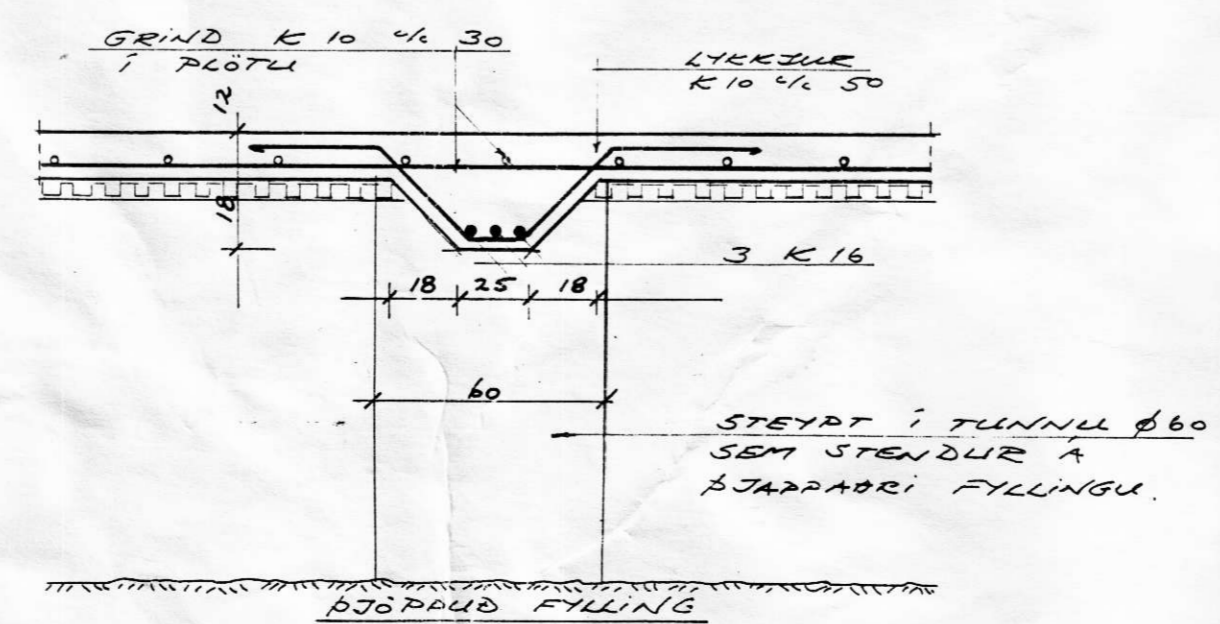 GRIND K 10 c/c 30
Í PLÖTU
LYKKJUR
K 10 c/c 50
12
18
3 K 16
18 25 18
60
STEYPT Í TUNNU ϕ60
SEM STENDUR Á
ÞJAPPAÐRI FYLLINGU.
ÞJÖPPUÐ FYLLING